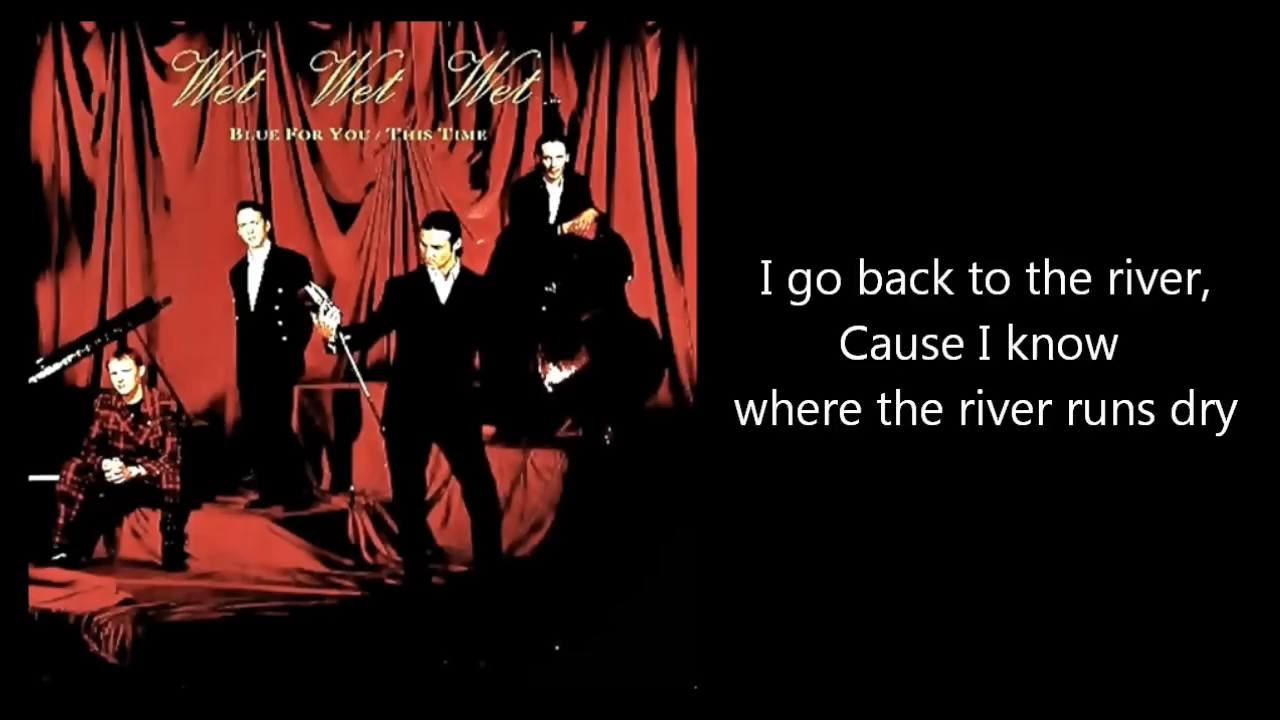 Wet Wet Wet
BLUE FOR YOU / THIS TIME
I go back to the river,
Cause I know
where the river runs dry